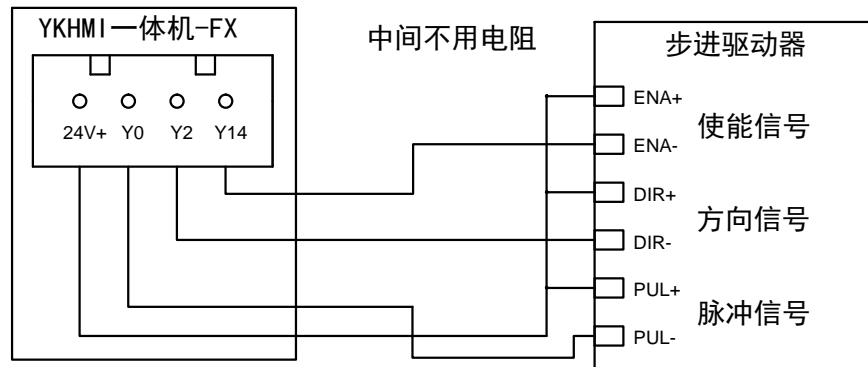 YKHMI一体机-FX
中间不用电阻
步进驱动器
24V+ Y0 Y2 Y14
ENA+
使能信号
ENA-
DIR+
方向信号
DIR-
PUL+
脉冲信号
PUL-